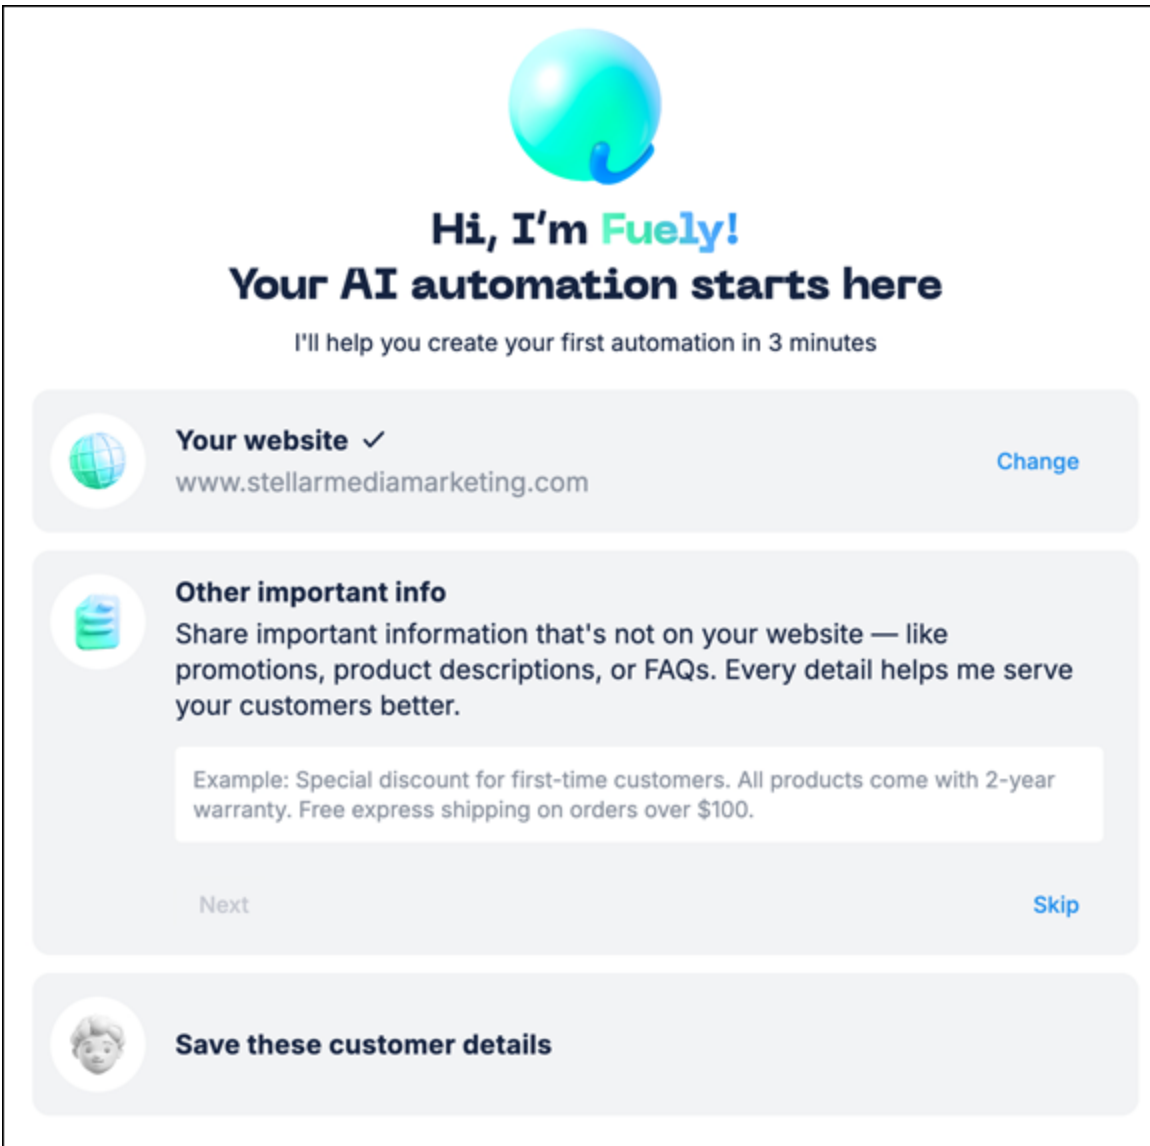 Hi, I’m Fuely!
Your AI automation starts here
I'll help you create your first automation in 3 minutes
Your website
www.stellarmediamarketing.com
Change
Other important info
Share important information that's not on your website — like
promotions, product descriptions, or FAQs. Every detail helps me serve
your customers better.
Example: Special discount for first-time customers. All products come with 2-year
warranty. Free express shipping on orders over $100.
Next
Skip
Save these customer details